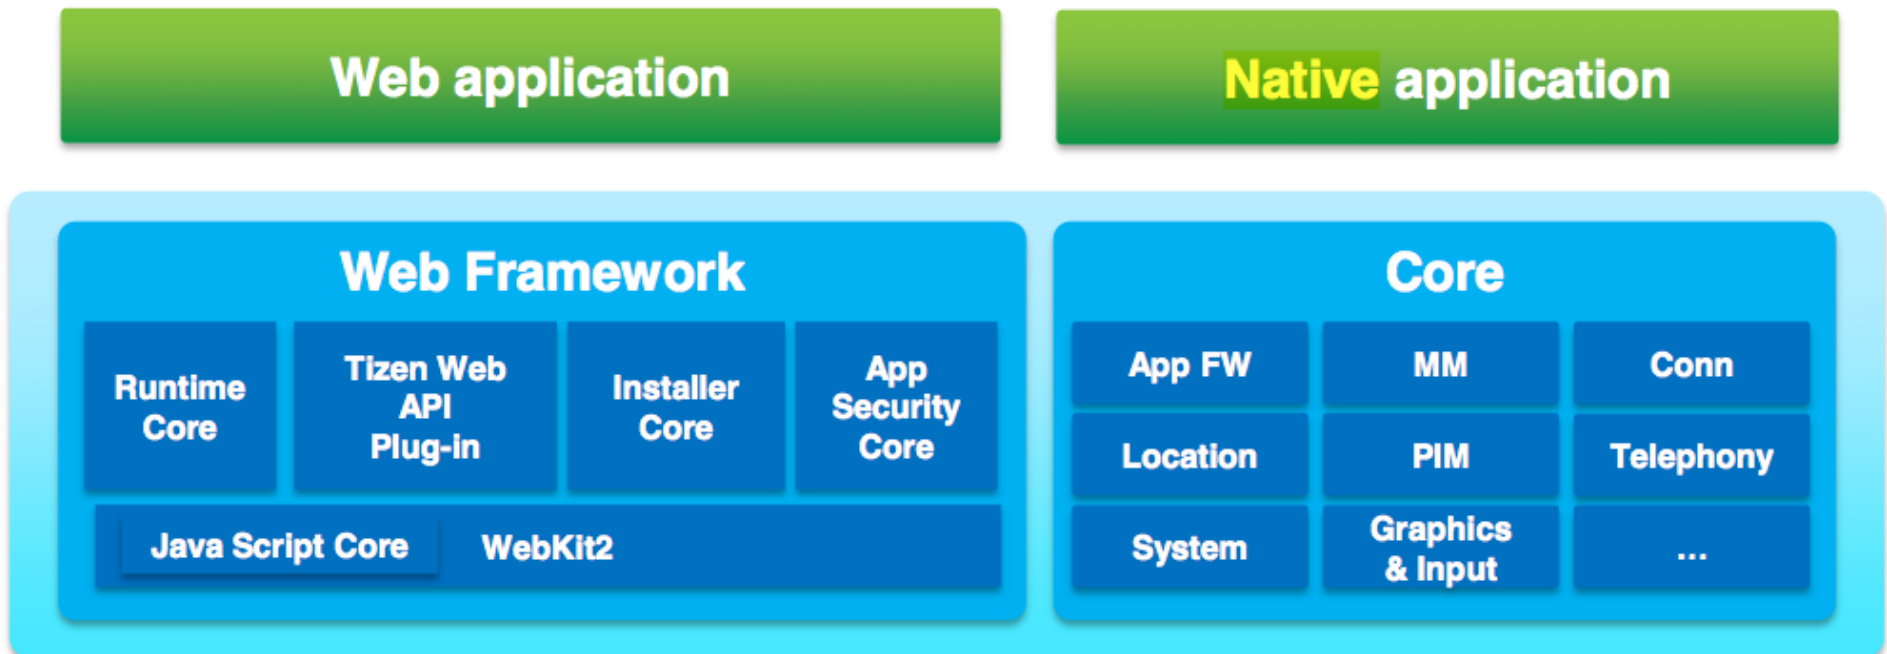 Web application
Native application
Web Framework
Runtime
Core
Tizen Web
API
Plug-in
Installer
Core
App
Security
Core
Java Script Core
WebKit2
Core
App FW
MM
Conn
Location
PIM
Telephony
System
Graphics
& Input
...